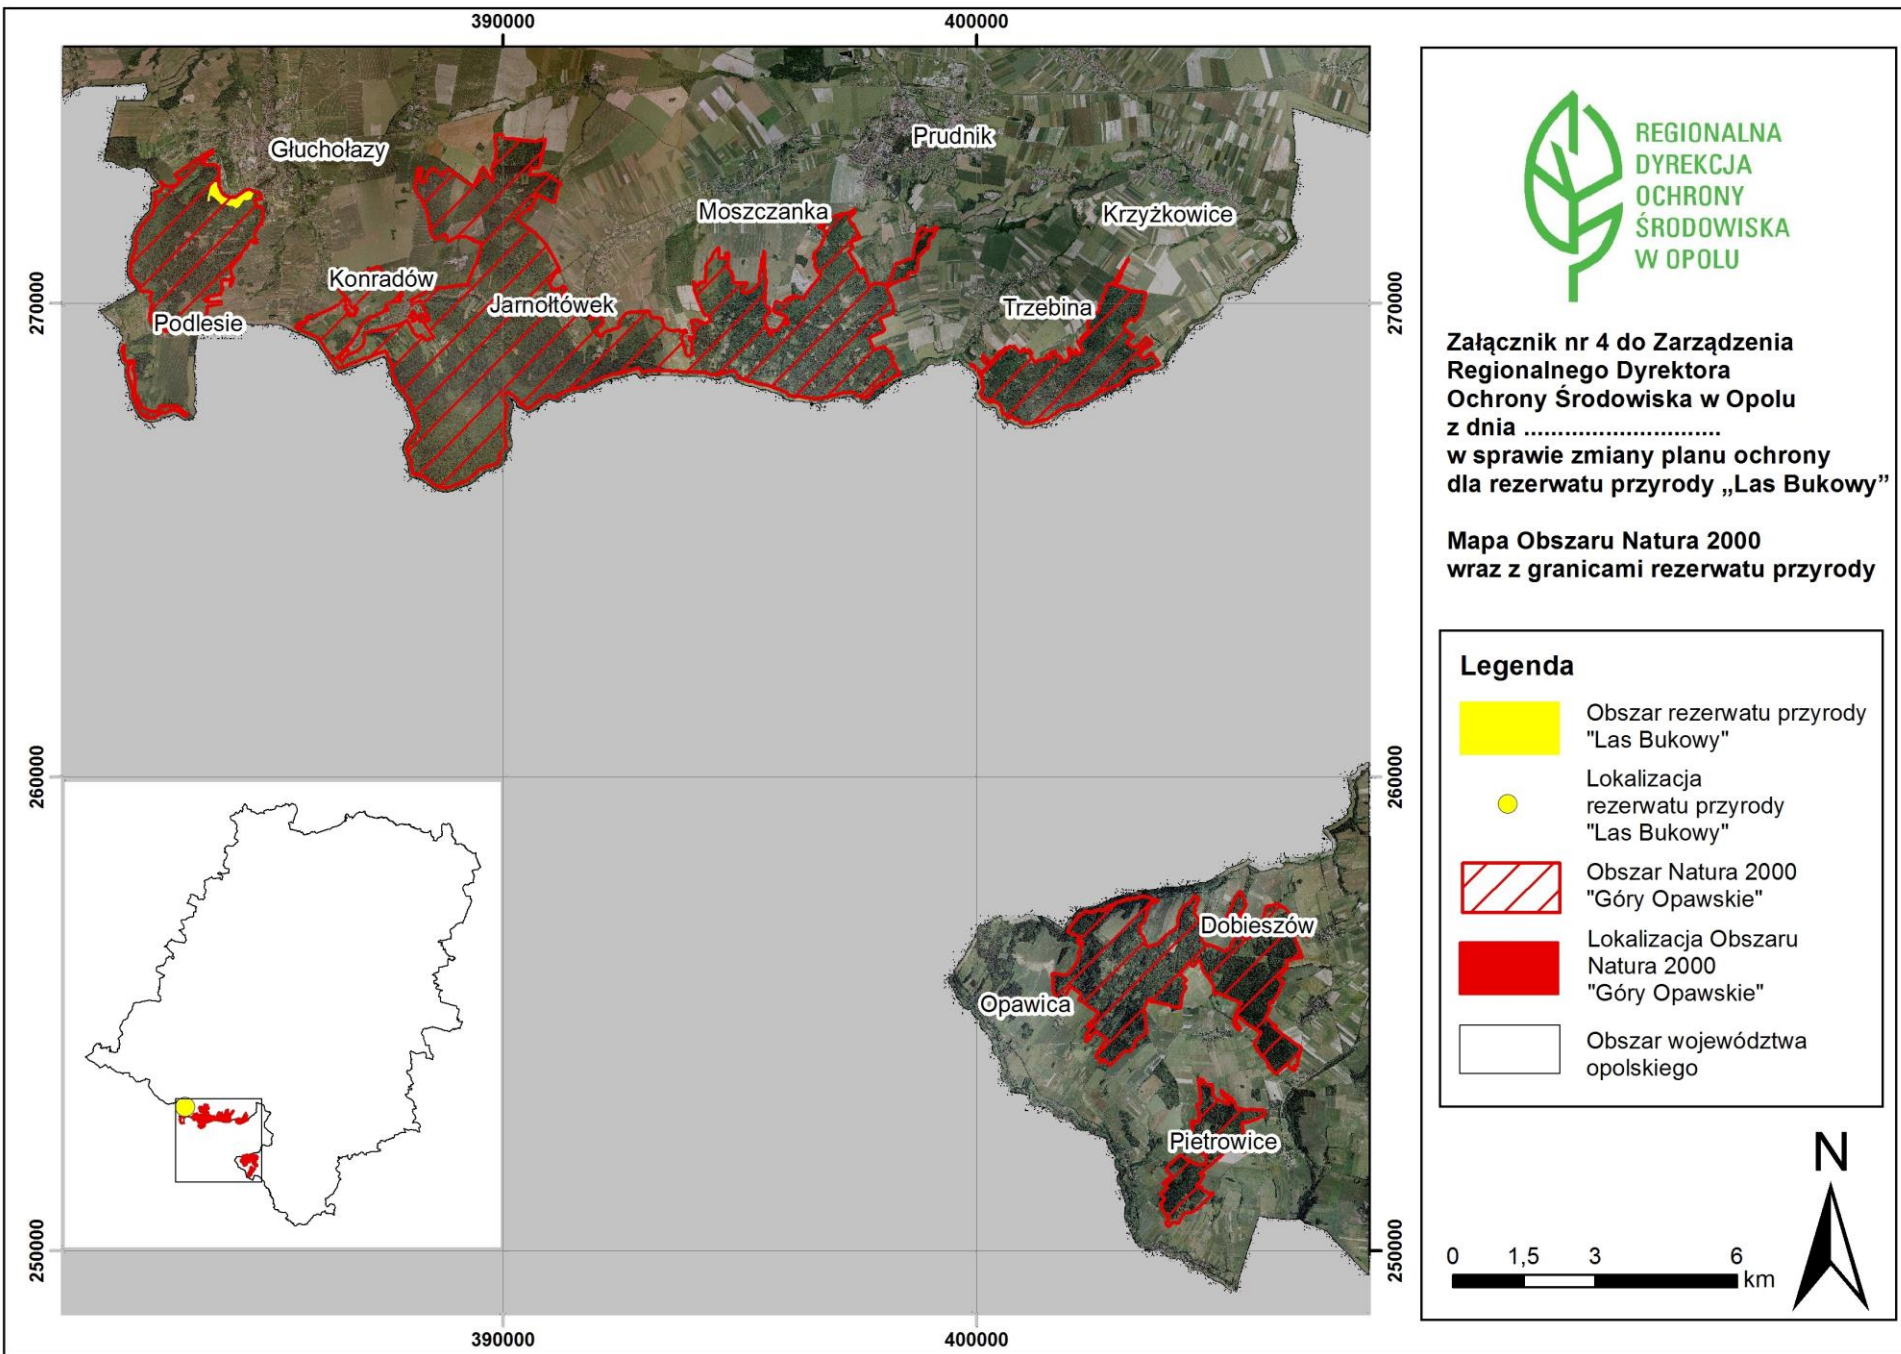 390000
400000
Głuchołazy
Prudnik
Moszczanka
Krzyżkowice
Konradów
Jarnołtówek
Trzebina
Podlesie
270000
270000
260000
260000
Dobieszów
Opawica
Pietrowice
250000
250000
390000
400000
REGIONALNA
DYREKCJA
OCHRONY
ŚRODOWISKA
W OPOLU
Załącznik nr 4 do Zarządzenia
Regionalnego Dyrektora
Ochrony Środowiska w Opolu
z dnia .............................
w sprawie zmiany planu ochrony
dla rezerwatu przyrody „Las Bukowy”
Mapa Obszaru Natura 2000
wraz z granicami rezerwatu przyrody
Legenda
Obszar rezerwatu przyrody
"Las Bukowy"
Lokalizacja
rezerwatu przyrody
"Las Bukowy"
Obszar Natura 2000
"Góry Opawskie"
Lokalizacja Obszaru
Natura 2000
"Góry Opawskie"
Obszar województwa
opolskiego
N
0 1,5 3 6
km